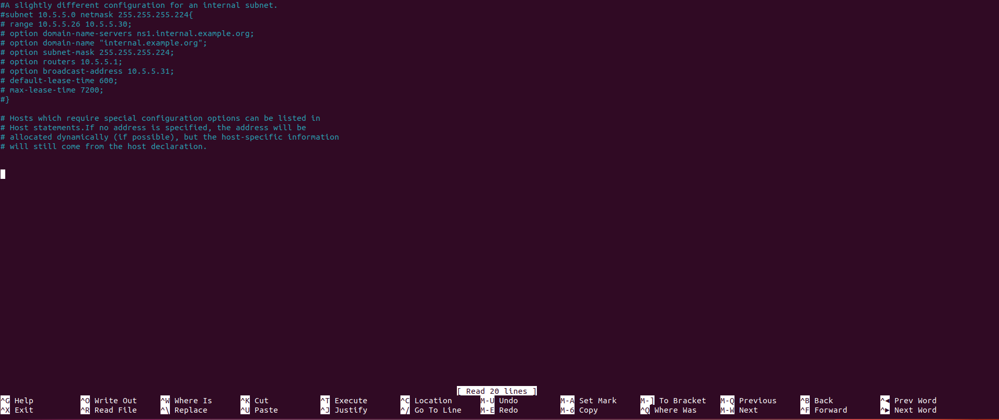 #A slightly different configuration for an internal subnet.
#subnet 10.5.5.0 netmask 255.255.255.224{
# range 10.5.5.26 10.5.5.30;
# option domain-name-servers ns1.internal.example.org;
# option domain-name "internal.example.org";
# option subnet-mask 255.255.255.224;
# option routers 10.5.5.1;
# option broadcast-address 10.5.5.31;
# default-lease-time 600;
# max-lease-time 7200;
#}
# Hosts which require special configuration options can be listed in
# Host statements.If no address is specified, the address will be
# allocated dynamically (if possible), but the host-specific information
# will still come from the host declaration.
[ Read 20 lines ]
^G Help ^O Write Out ^W Where Is ^K Cut ^T Execute ^C Location M-U Undo M-A Set Mark M-] To Bracket M-Q Previous ^B Back ^◀ Prev Word
^X Exit ^R Read File ^\ Replace ^U Paste ^J Justify ^/ Go To Line M-E Redo M-6 Copy ^Q Where Was M-W Next ^F Forward ^▶ Next Word